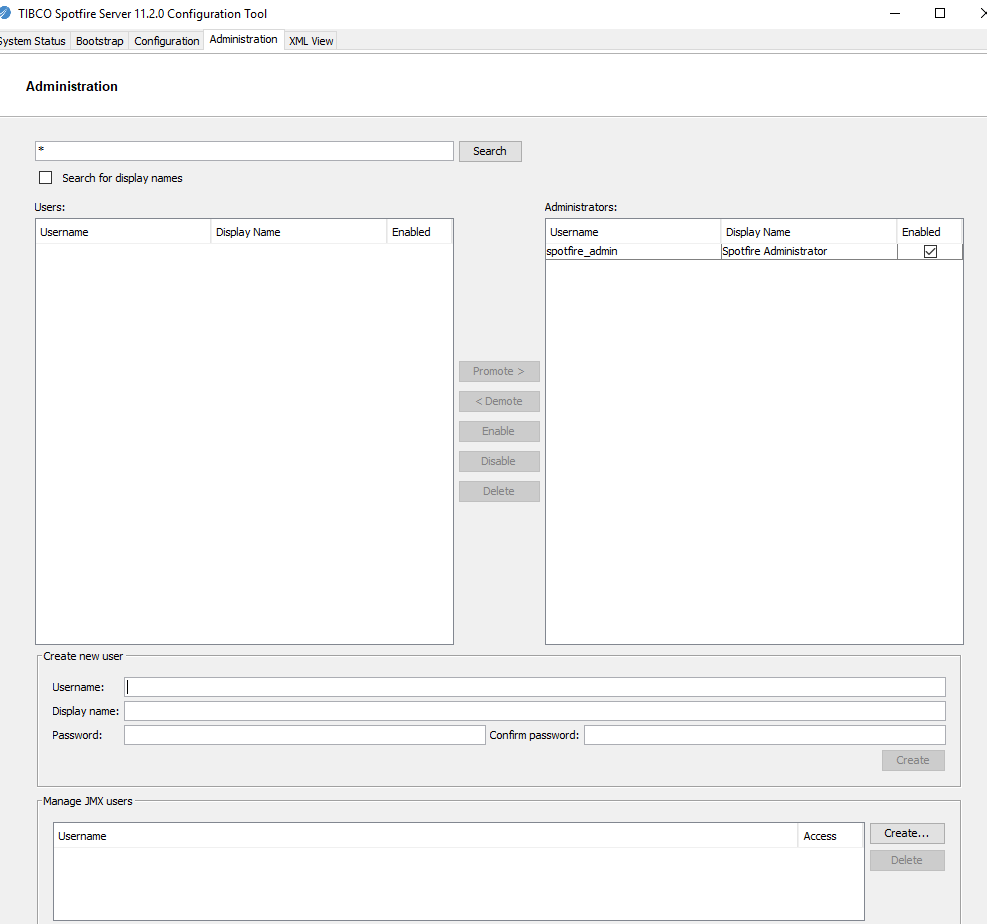 TIBCO Spotfire Server 11.2.0 Configuration Tool
System Status Bootstrap Configuration Administration XML View
Administration
*
Search
Search for display names
Users:
Administrators:
Username Display Name Enabled
Username Display Name Enabled
spotfire_admin Spotfire Administrator
Promote >
< Demote
Enable
Disable
Delete
Create new user
Username:
Display name:
Password:
Confirm password:
Create
Manage JMX users
Username Access
Create...
Delete